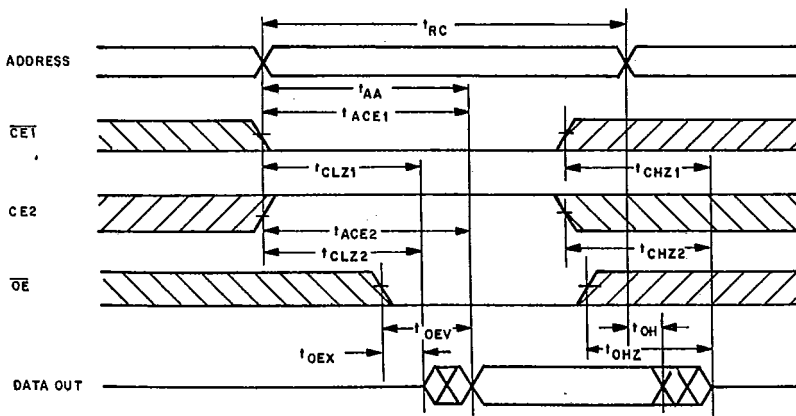 tRC
ADDRESS
tAA
tACE1
CE1
tCLZ1
tCHZ1
CE2
tACE2
tCLZ2
tCHZ2
OE
tOEV
tOH
tOEX
tOHZ
DATA OUT